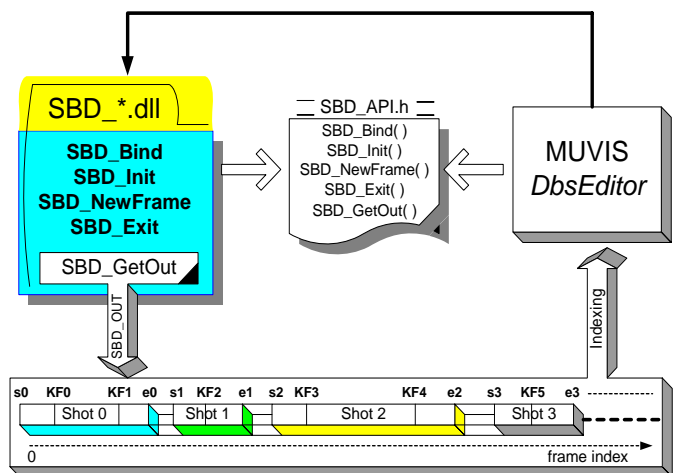 SBD_*.dll
SBD_Bind
SBD_Init
SBD_NewFrame
SBD_Exit
SBD_GetOut
SBD_OUT
SBD_API.h
SBD_Bind( )
SBD_Init( )
SBD_NewFrame( )
SBD_Exit( )
SBD_GetOut( )
MUVIS
DbsEditor
Indexing
s0 KF0 KF1 e0 s1 KF2 e1 s2 KF3 KF4 e2 s3 KF5 e3
Shot 0 Shot 1 Shot 2 Shot 3
0 frame index